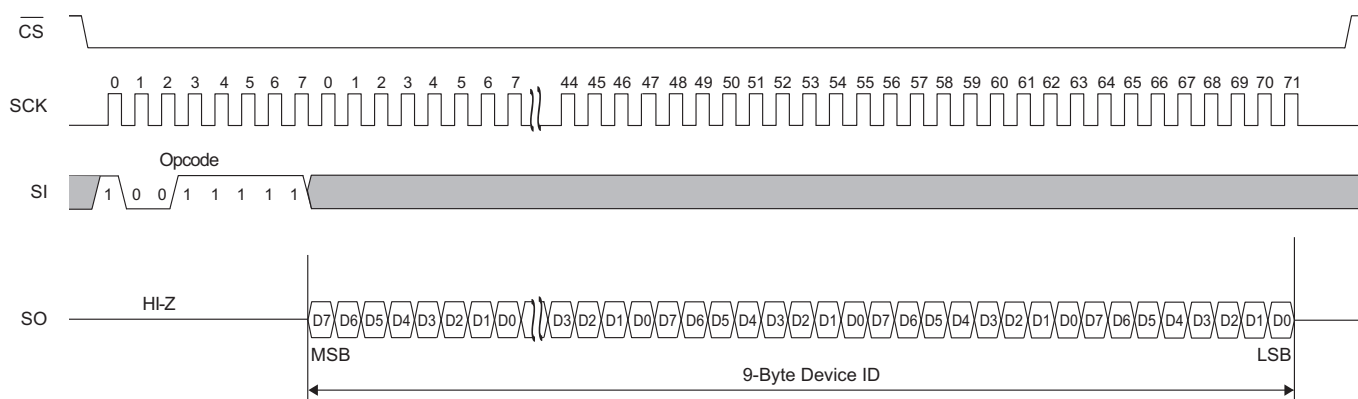 CS
0 1 2 3 4 5 6 7 0 1 2 3 4 5 6 7 44 45 46 47 48 49 50 51 52 53 54 55 56 57 58 59 60 61 62 63 64 65 66 67 68 69 70 71
SCK
Opcode
SI 1 0 0 1 1 1 1 1
HI-Z
SO D7 D6 D5 D4 D3 D2 D1 D0 D3 D2 D1 D0 D7 D6 D5 D4 D3 D2 D1 D0 D7 D6 D5 D4 D3 D2 D1 D0 D7 D6 D5 D4 D3 D2 D1 D0
MSB LSB
9-Byte Device ID